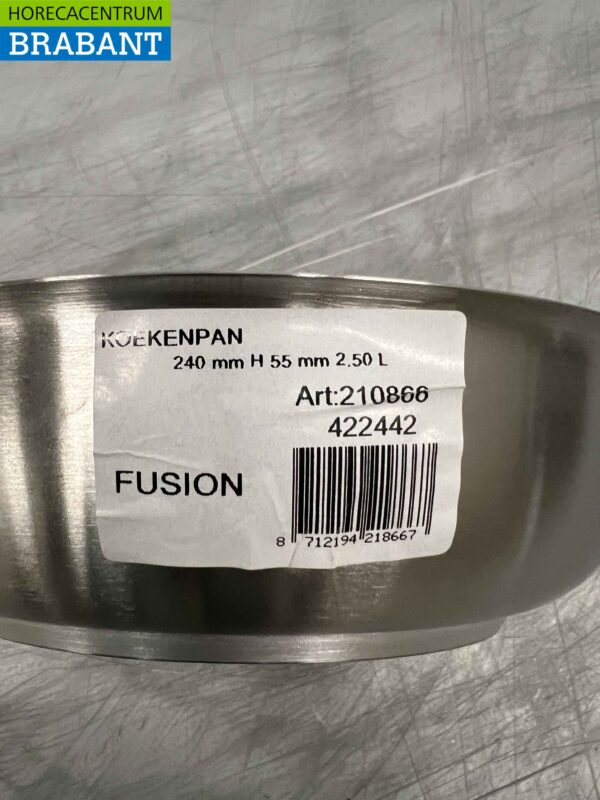 HORECACENTRUM
BRABANT
KOEKENPAN
240 mm H 55 mm 2.50 L
Art:210866
422442
FUSION
8 712194 218667